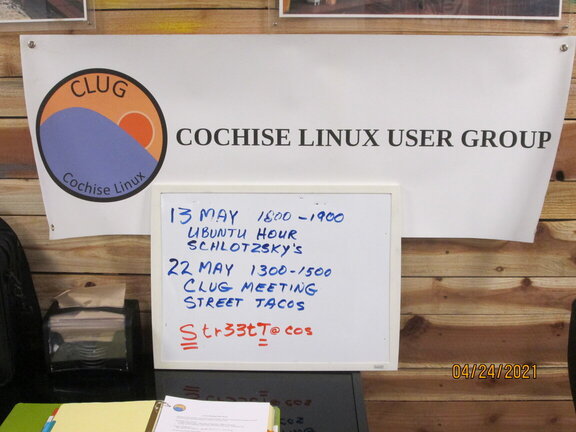 CLUG
Cochise Linux
COCHISE LINUX USER GROUP
13 MAY 1800-1900
UBUNTU HOUR
SCHLOTZSKY'S
22 MAY 1300-1500
CLUG MEETING
STREET TACOS
Str33tT@cos
04/24/2021